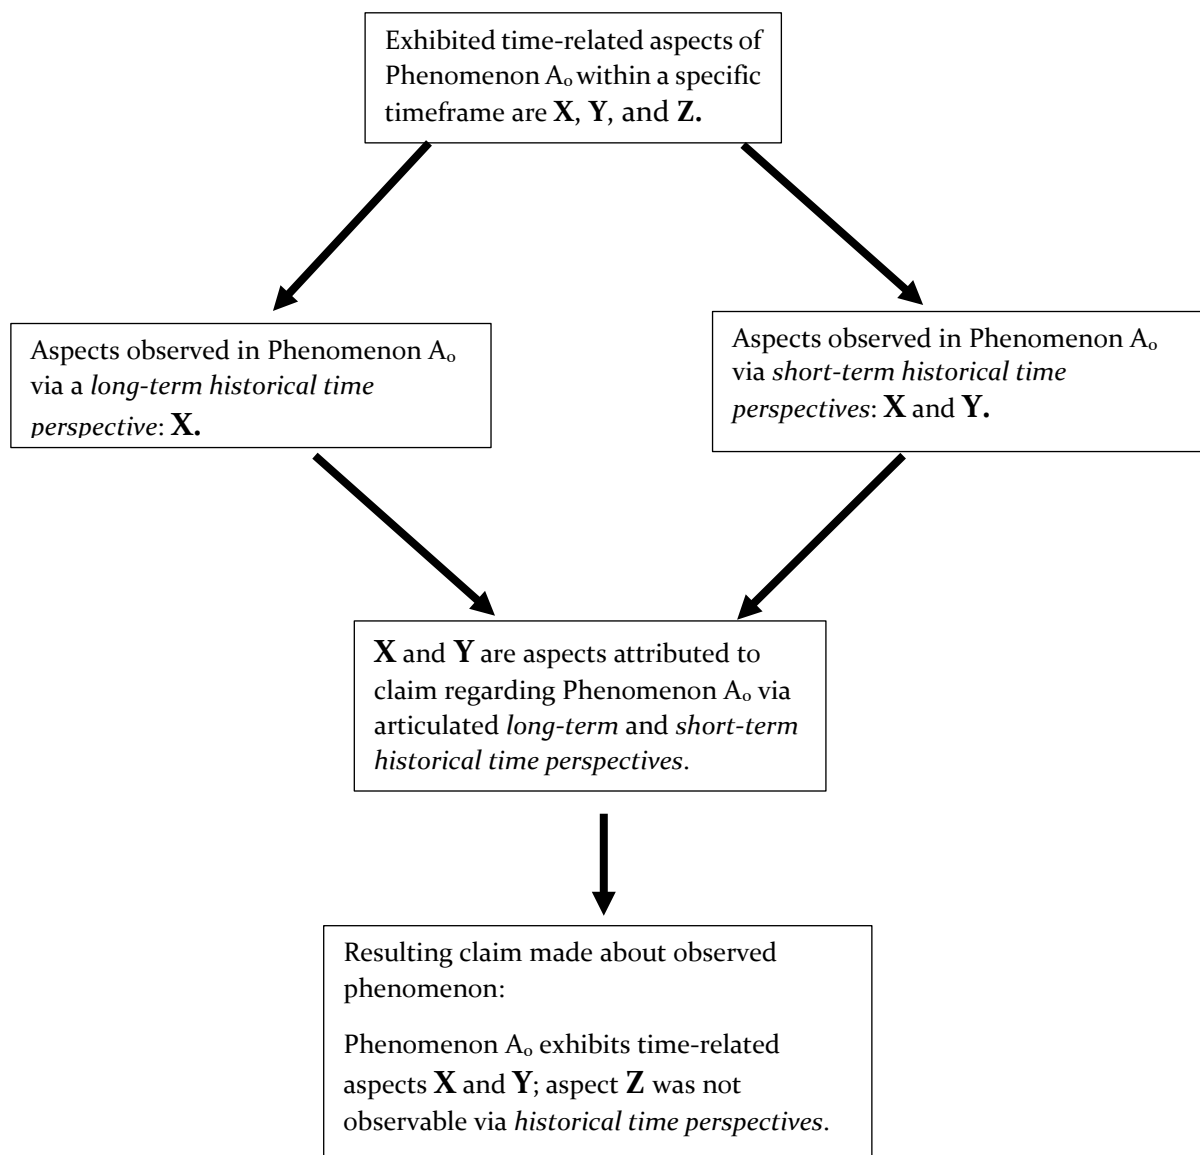 Exhibited time-related aspects of
Phenomenon Aₒ within a specific
timeframe are X, Y, and Z.
Aspects observed in Phenomenon Aₒ
via a long-term historical time
perspective: X.
Aspects observed in Phenomenon Aₒ
via short-term historical time
perspectives: X and Y.
X and Y are aspects attributed to
claim regarding Phenomenon Aₒ via
articulated long-term and short-term
historical time perspectives.
Resulting claim made about observed
phenomenon:
Phenomenon Aₒ exhibits time-related
aspects X and Y; aspect Z was not
observable via historical time perspectives.